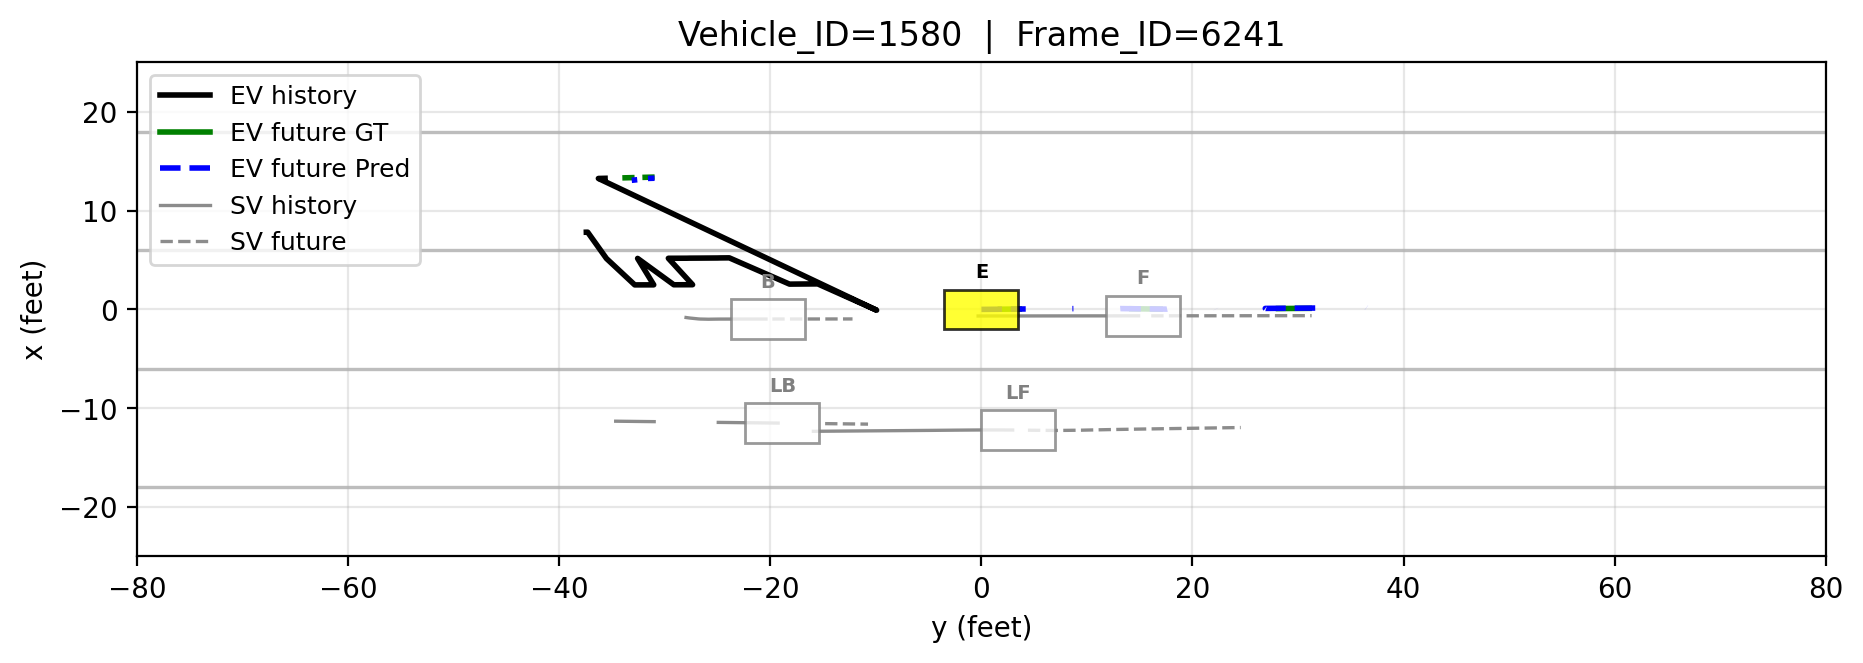 Vehicle_ID=1580 | Frame_ID=6241
EV history
EV future GT
EV future Pred
SV history
SV future
20
10
0
−10
−20
x (feet)
E
F
B
LB
LF
−80
−60
−40
−20
0
20
40
60
80
y (feet)